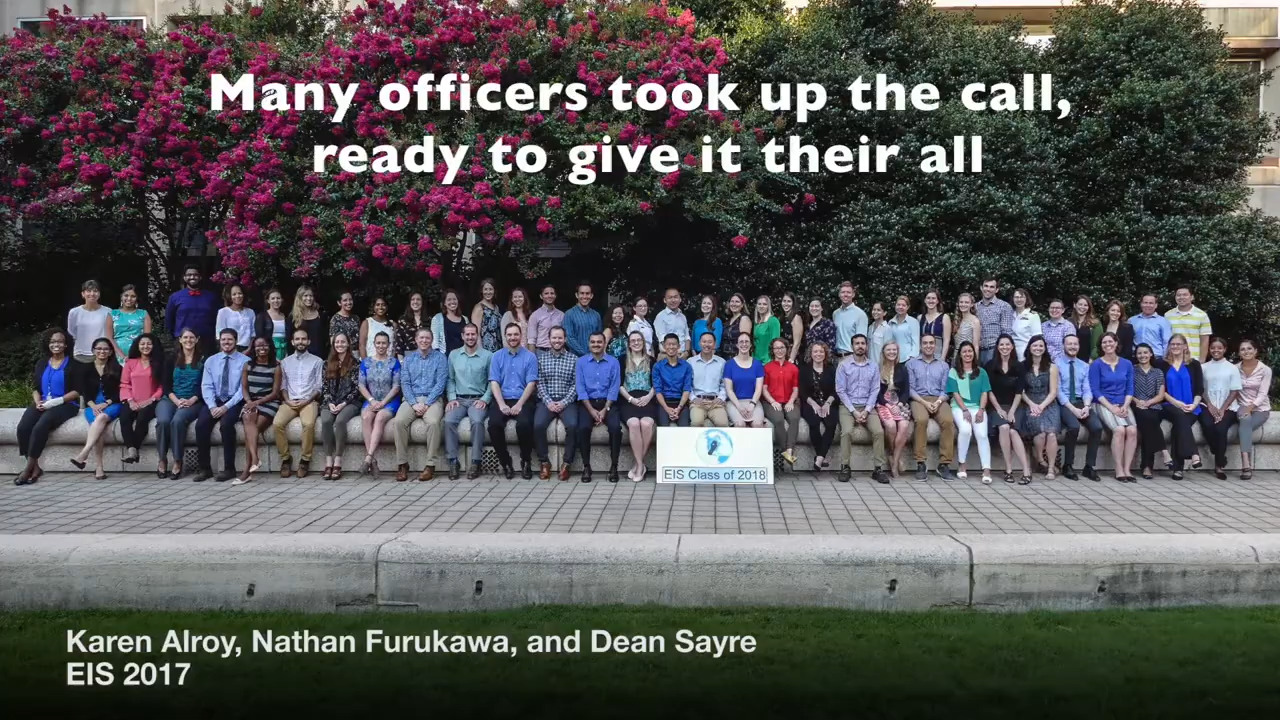 Many officers took up the call,
ready to give it their all
EIS Class of 2018
Karen Alroy, Nathan Furukawa, and Dean Sayre
EIS 2017